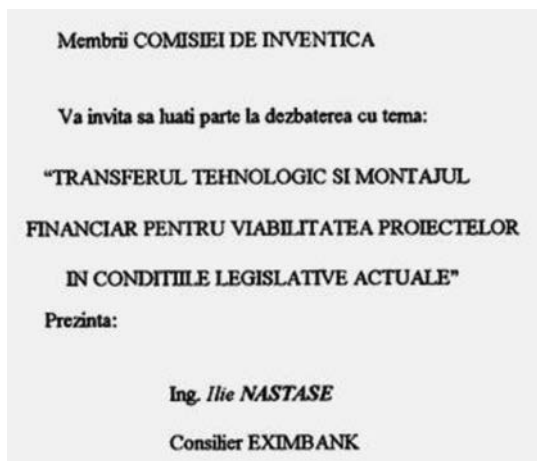 Membrii COMISIEI DE INVENTICA
Va invita sa luati parte la dezbaterea cu tema:
“TRANSFERUL TEHNOLOGIC SI MONTAJUL
FINANCIAR PENTRU VIABILITATEA PROIECTELOR
IN CONDITIILE LEGISLATIVE ACTUALE”
Prezinta:
Ing. Ilie NASTASE
Consilier EXIMBANK